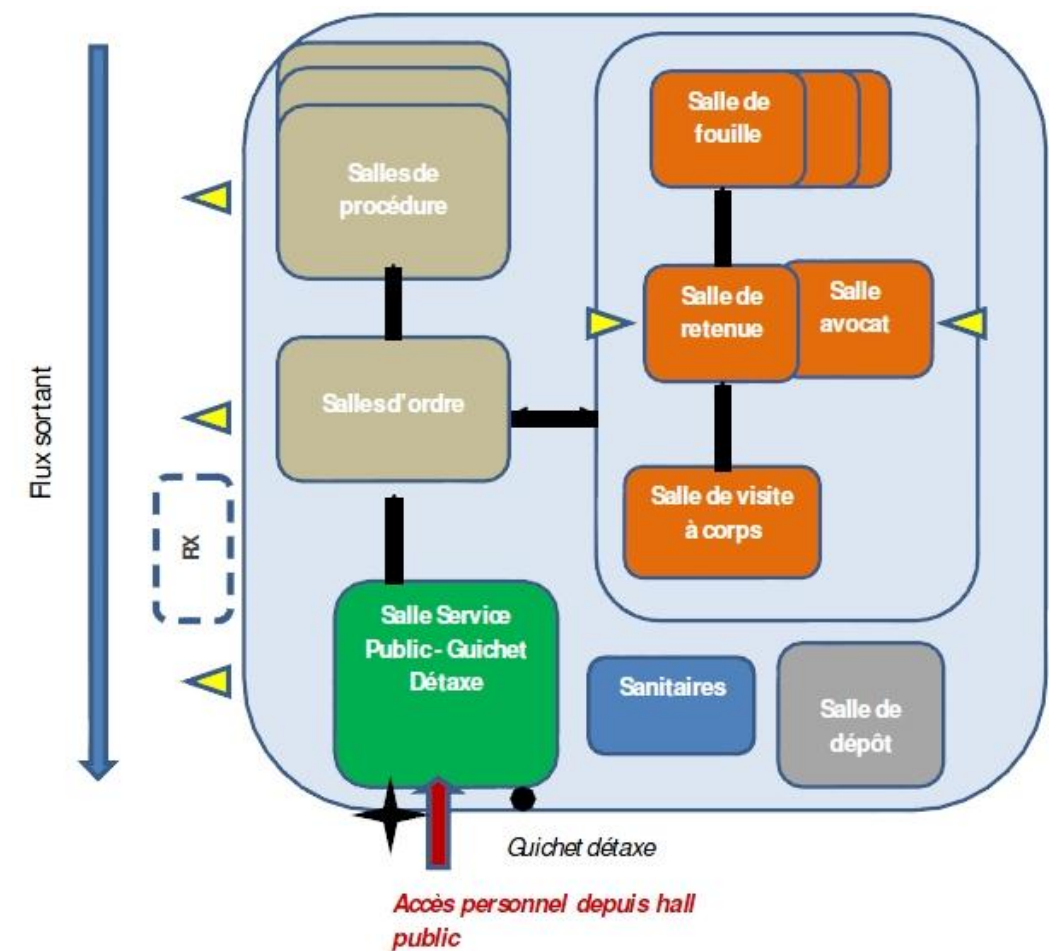 Flux sortant
RX
Salles de
procédure
Salles d'ordre
Salle Service
Public - Guichet
Détaxe
Salle de
fouille
Salle de
retenue
Salle
avocat
Salle de visite
à corps
Sanitaires
Salle de
dépôt
Guichet détaxe
Accès personnel depuis hall
public